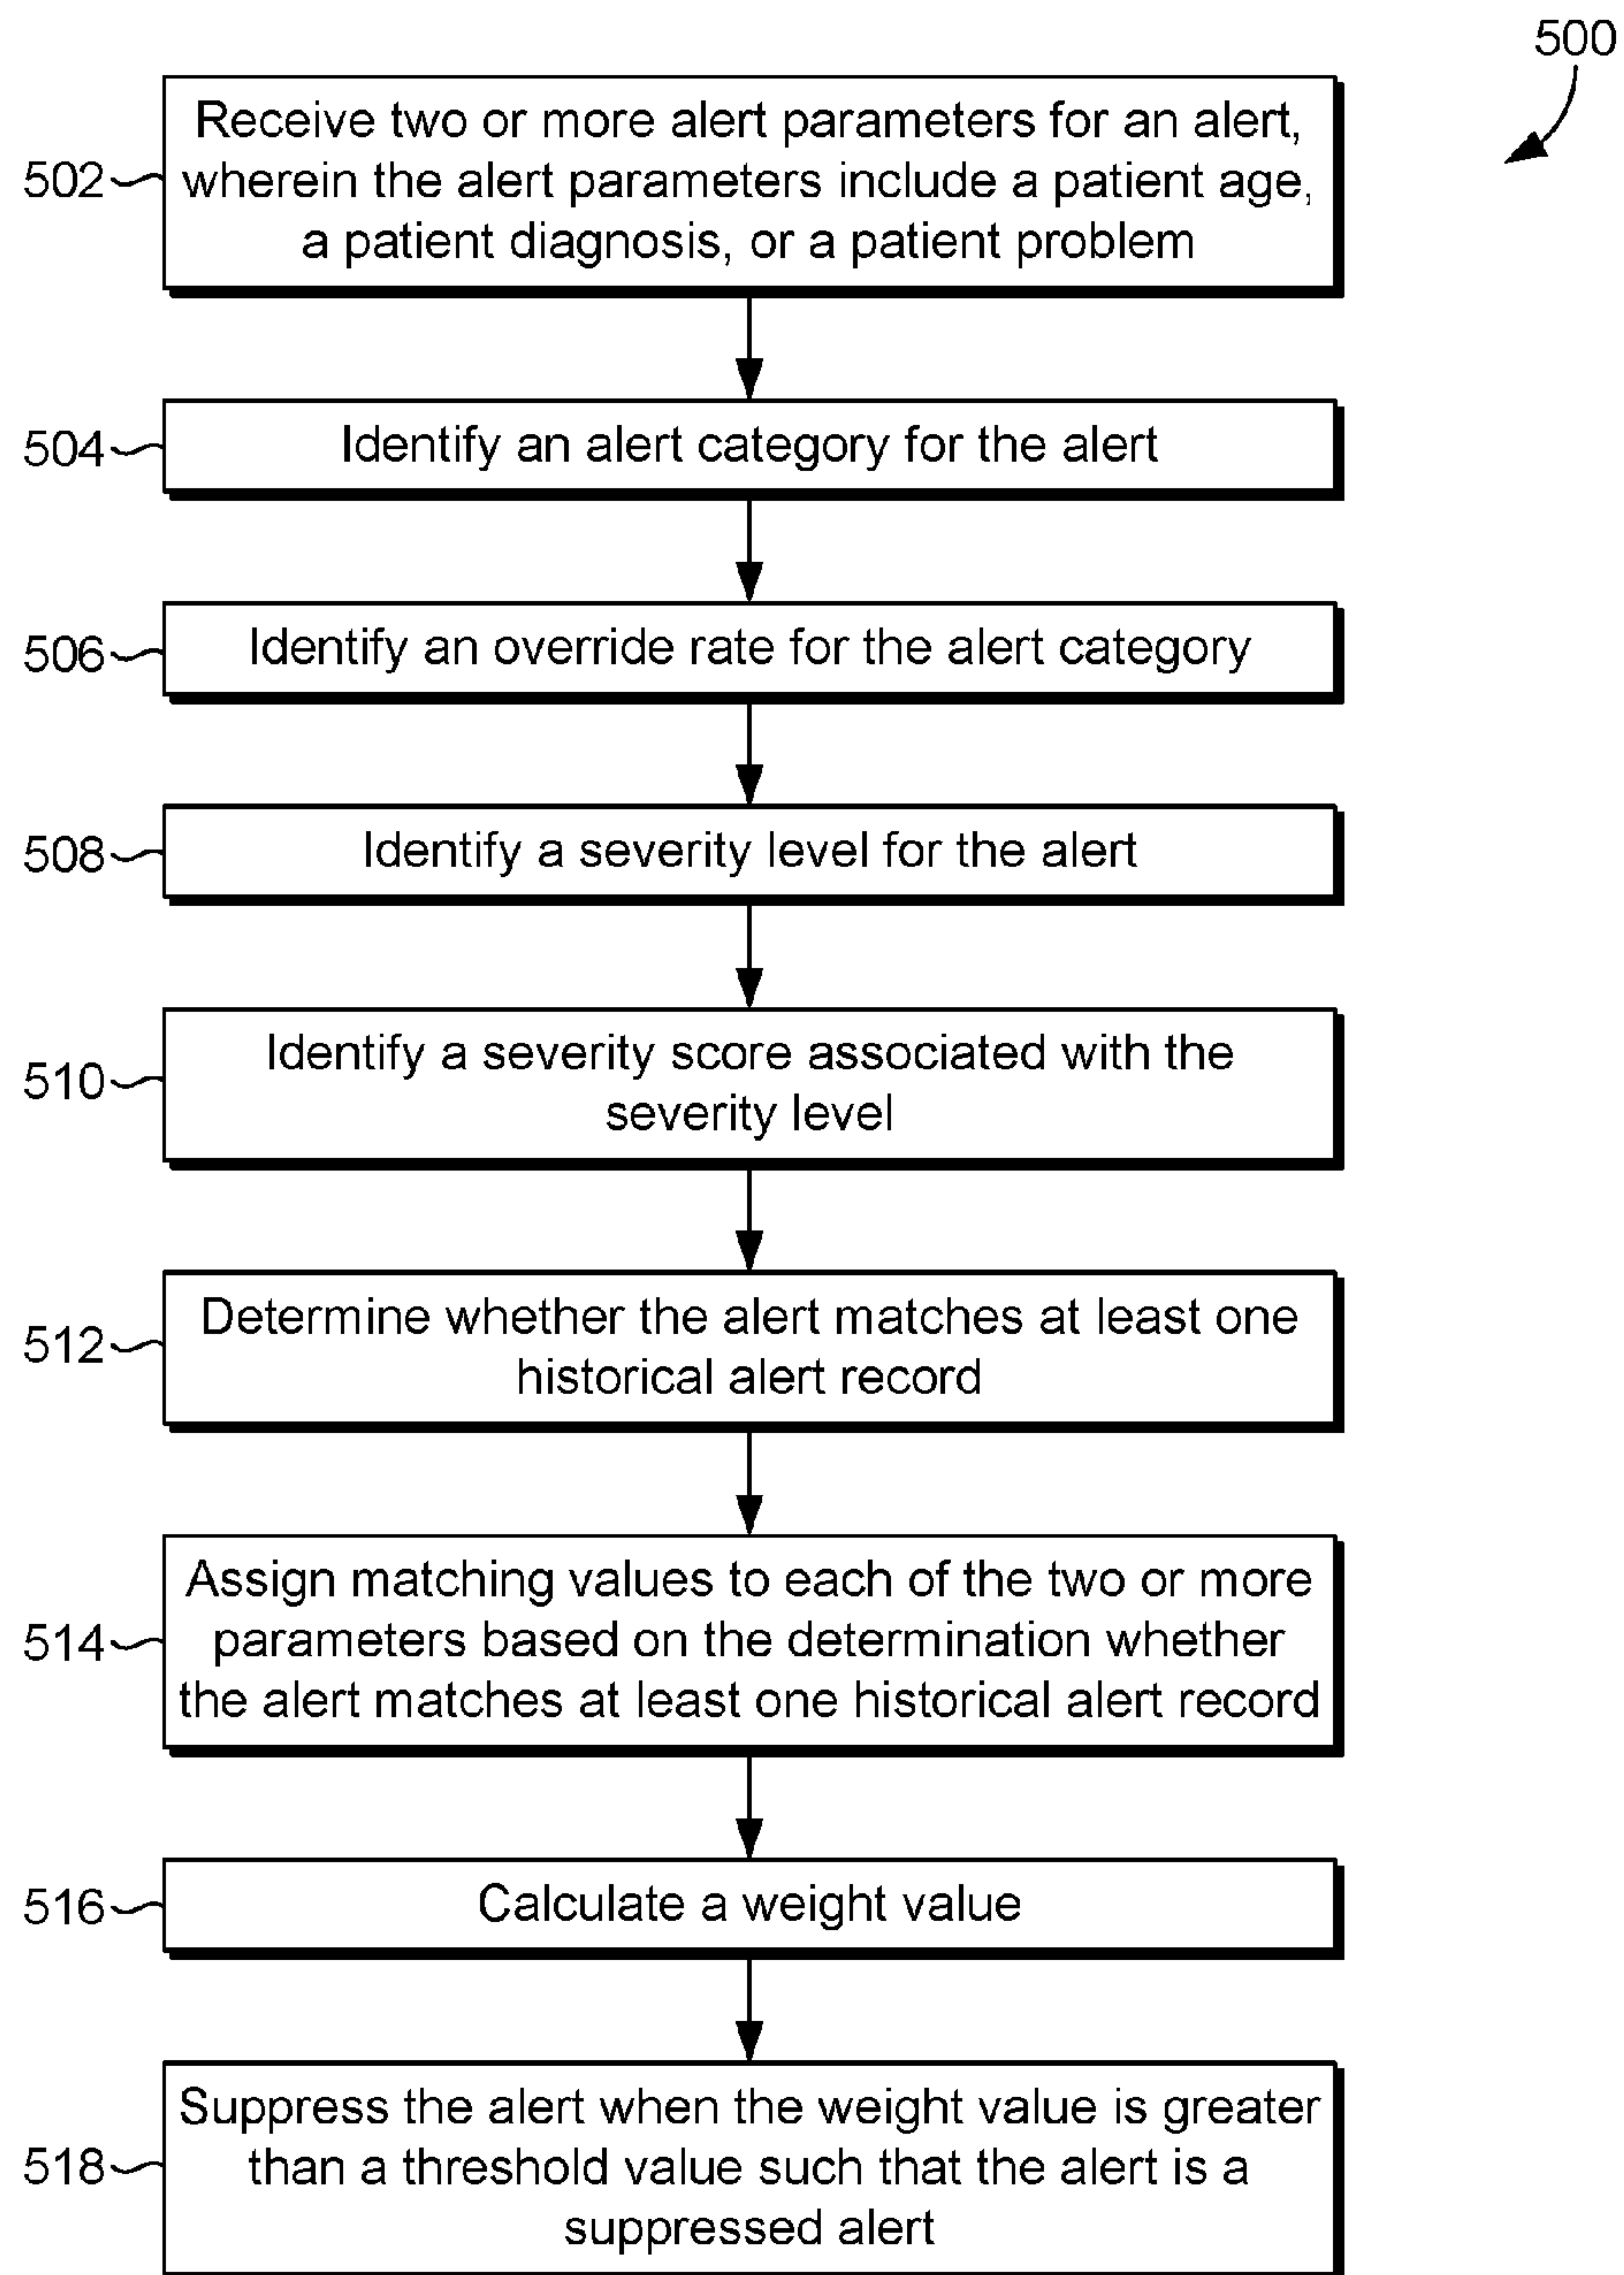 500
502
Receive two or more alert parameters for an alert,
wherein the alert parameters include a patient age,
a patient diagnosis, or a patient problem
504
Identify an alert category for the alert
506
Identify an override rate for the alert category
508
Identify a severity level for the alert
510
Identify a severity score associated with the
severity level
512
Determine whether the alert matches at least one
historical alert record
514
Assign matching values to each of the two or more
parameters based on the determination whether
the alert matches at least one historical alert record
516
Calculate a weight value
518
Suppress the alert when the weight value is greater
than a threshold value such that the alert is a
suppressed alert